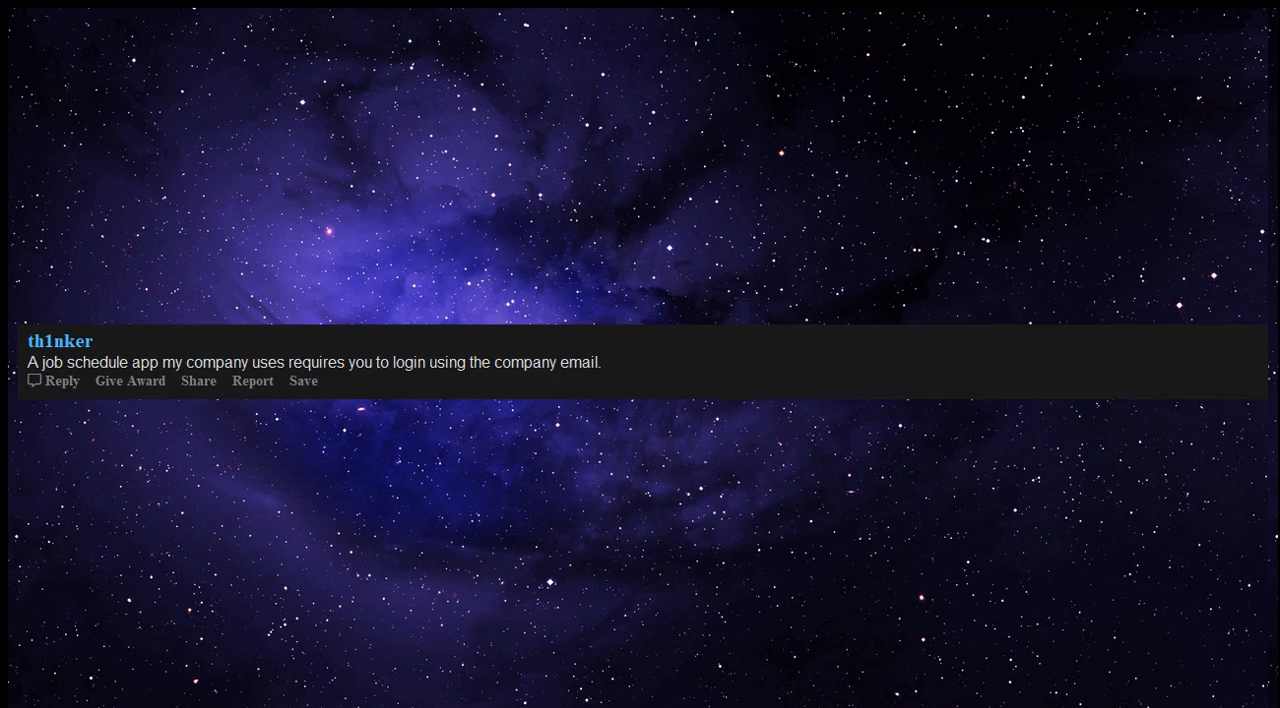 th1nker
A job schedule app my company uses requires you to login using the company email.
Reply Give Award Share Report Save